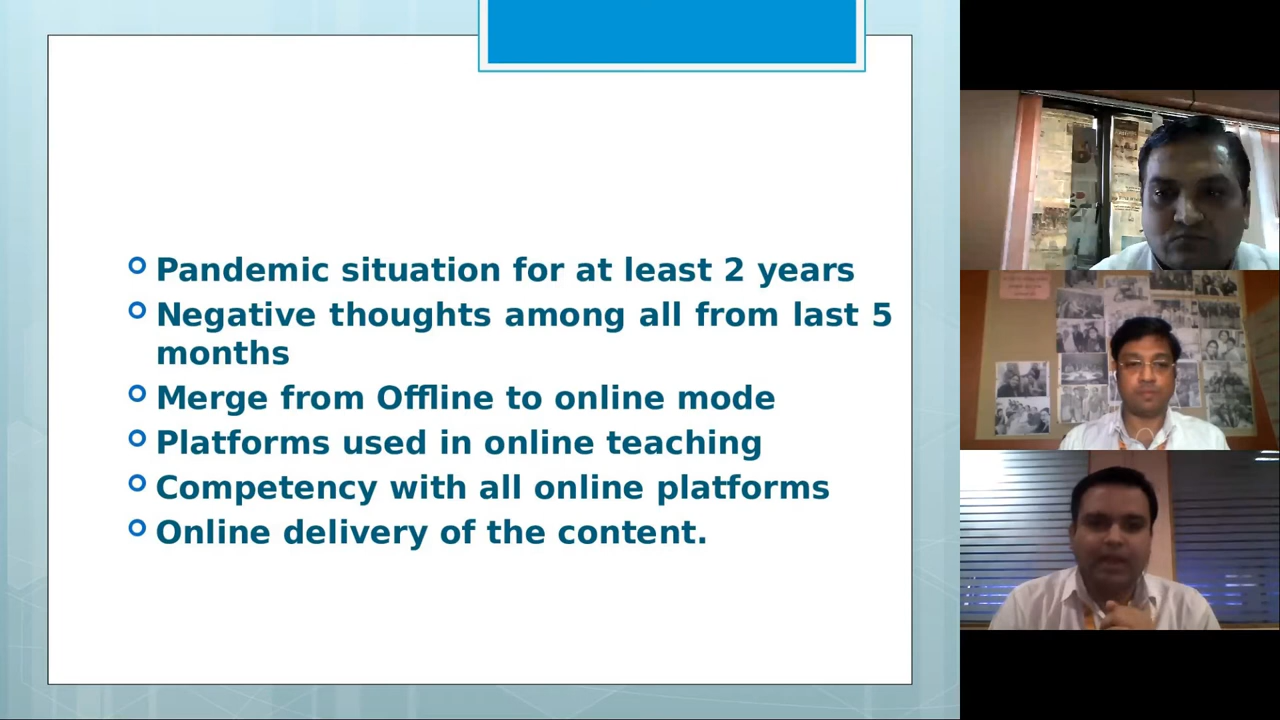 Pandemic situation for at least 2 years
Negative thoughts among all from last 5
months
Merge from Offline to online mode
Platforms used in online teaching
Competency with all online platforms
Online delivery of the content.